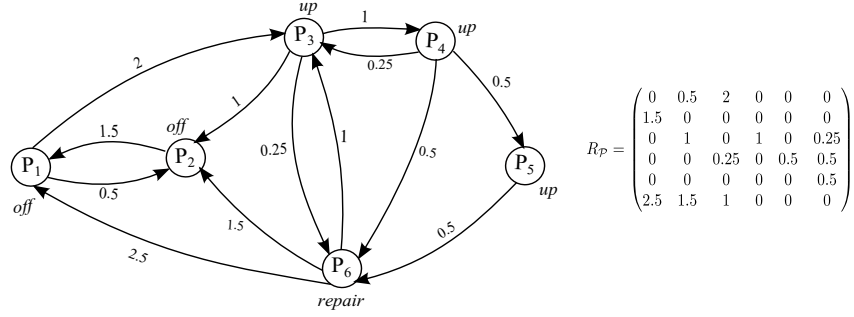 up
P3
1
P4
up
0.25
2
0.5
1
off
1.5
P2
P1
0.5
off
0.25
1
0.5
P5
up
1.5
2.5
0.5
P6
repair
R𝒫 =
0 0.5 2 0 0 0
1.5 0 0 0 0 0
0 1 0 1 0 0.25
0 0 0.25 0 0.5 0.5
0 0 0 0 0 0.5
2.5 1.5 1 0 0 0